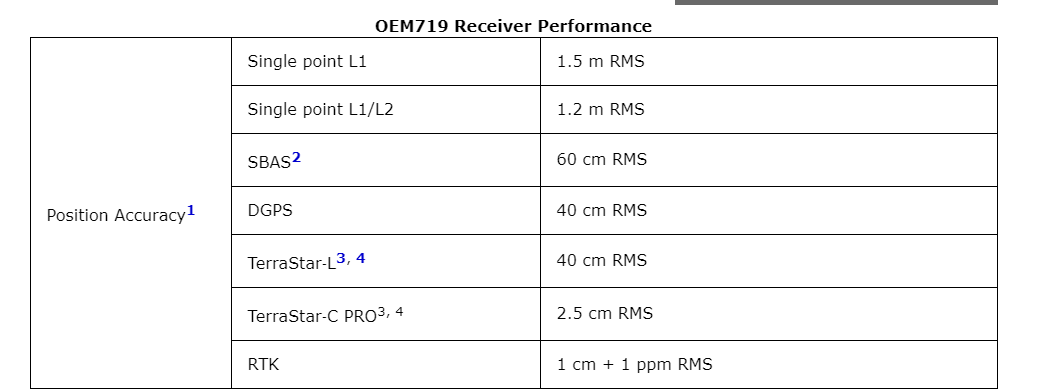 OEM719 Receiver Performance
Single point L1 1.5 m RMS
Single point L1/L2 1.2 m RMS
SBAS2 60 cm RMS
Position Accuracy1 DGPS 40 cm RMS
TerraStar-L3, 4 40 cm RMS
TerraStar-C PRO3, 4 2.5 cm RMS
RTK 1 cm + 1 ppm RMS